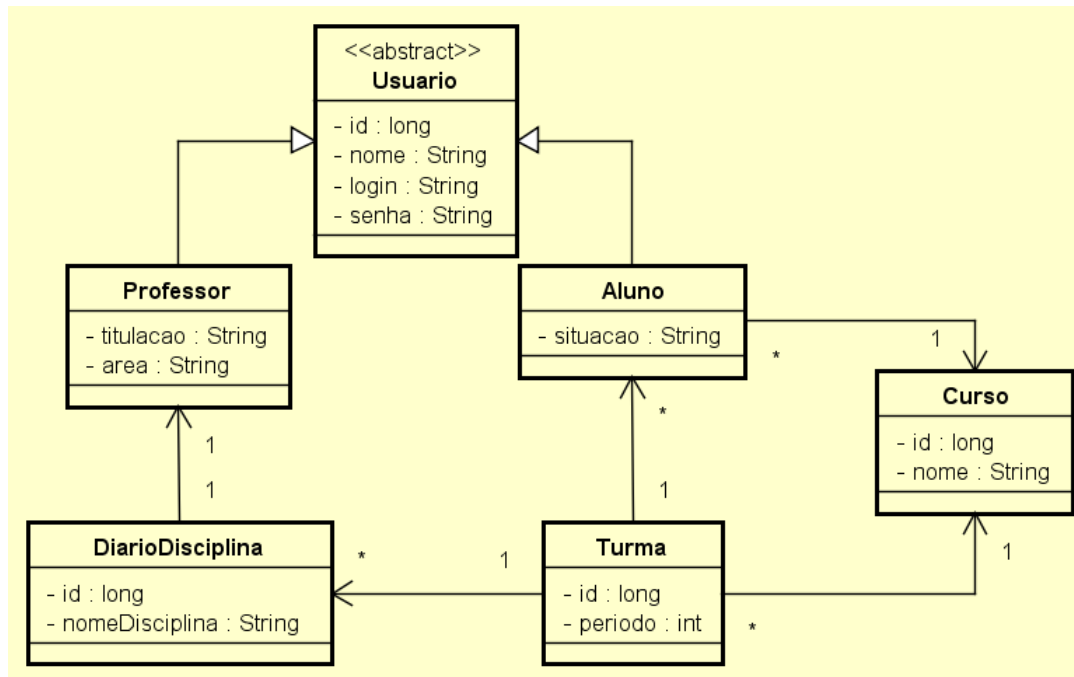 <<abstract>>
Usuario
- id : long
- nome : String
- login : String
- senha : String
Professor
- titulacao : String
- area : String
Aluno
- situacao : String
1
*
Curso
- id : long
- nome : String
1
1
*
1
DiarioDisciplina
- id : long
- nomeDisciplina : String
*
1
Turma
- id : long
- periodo : int
1
*